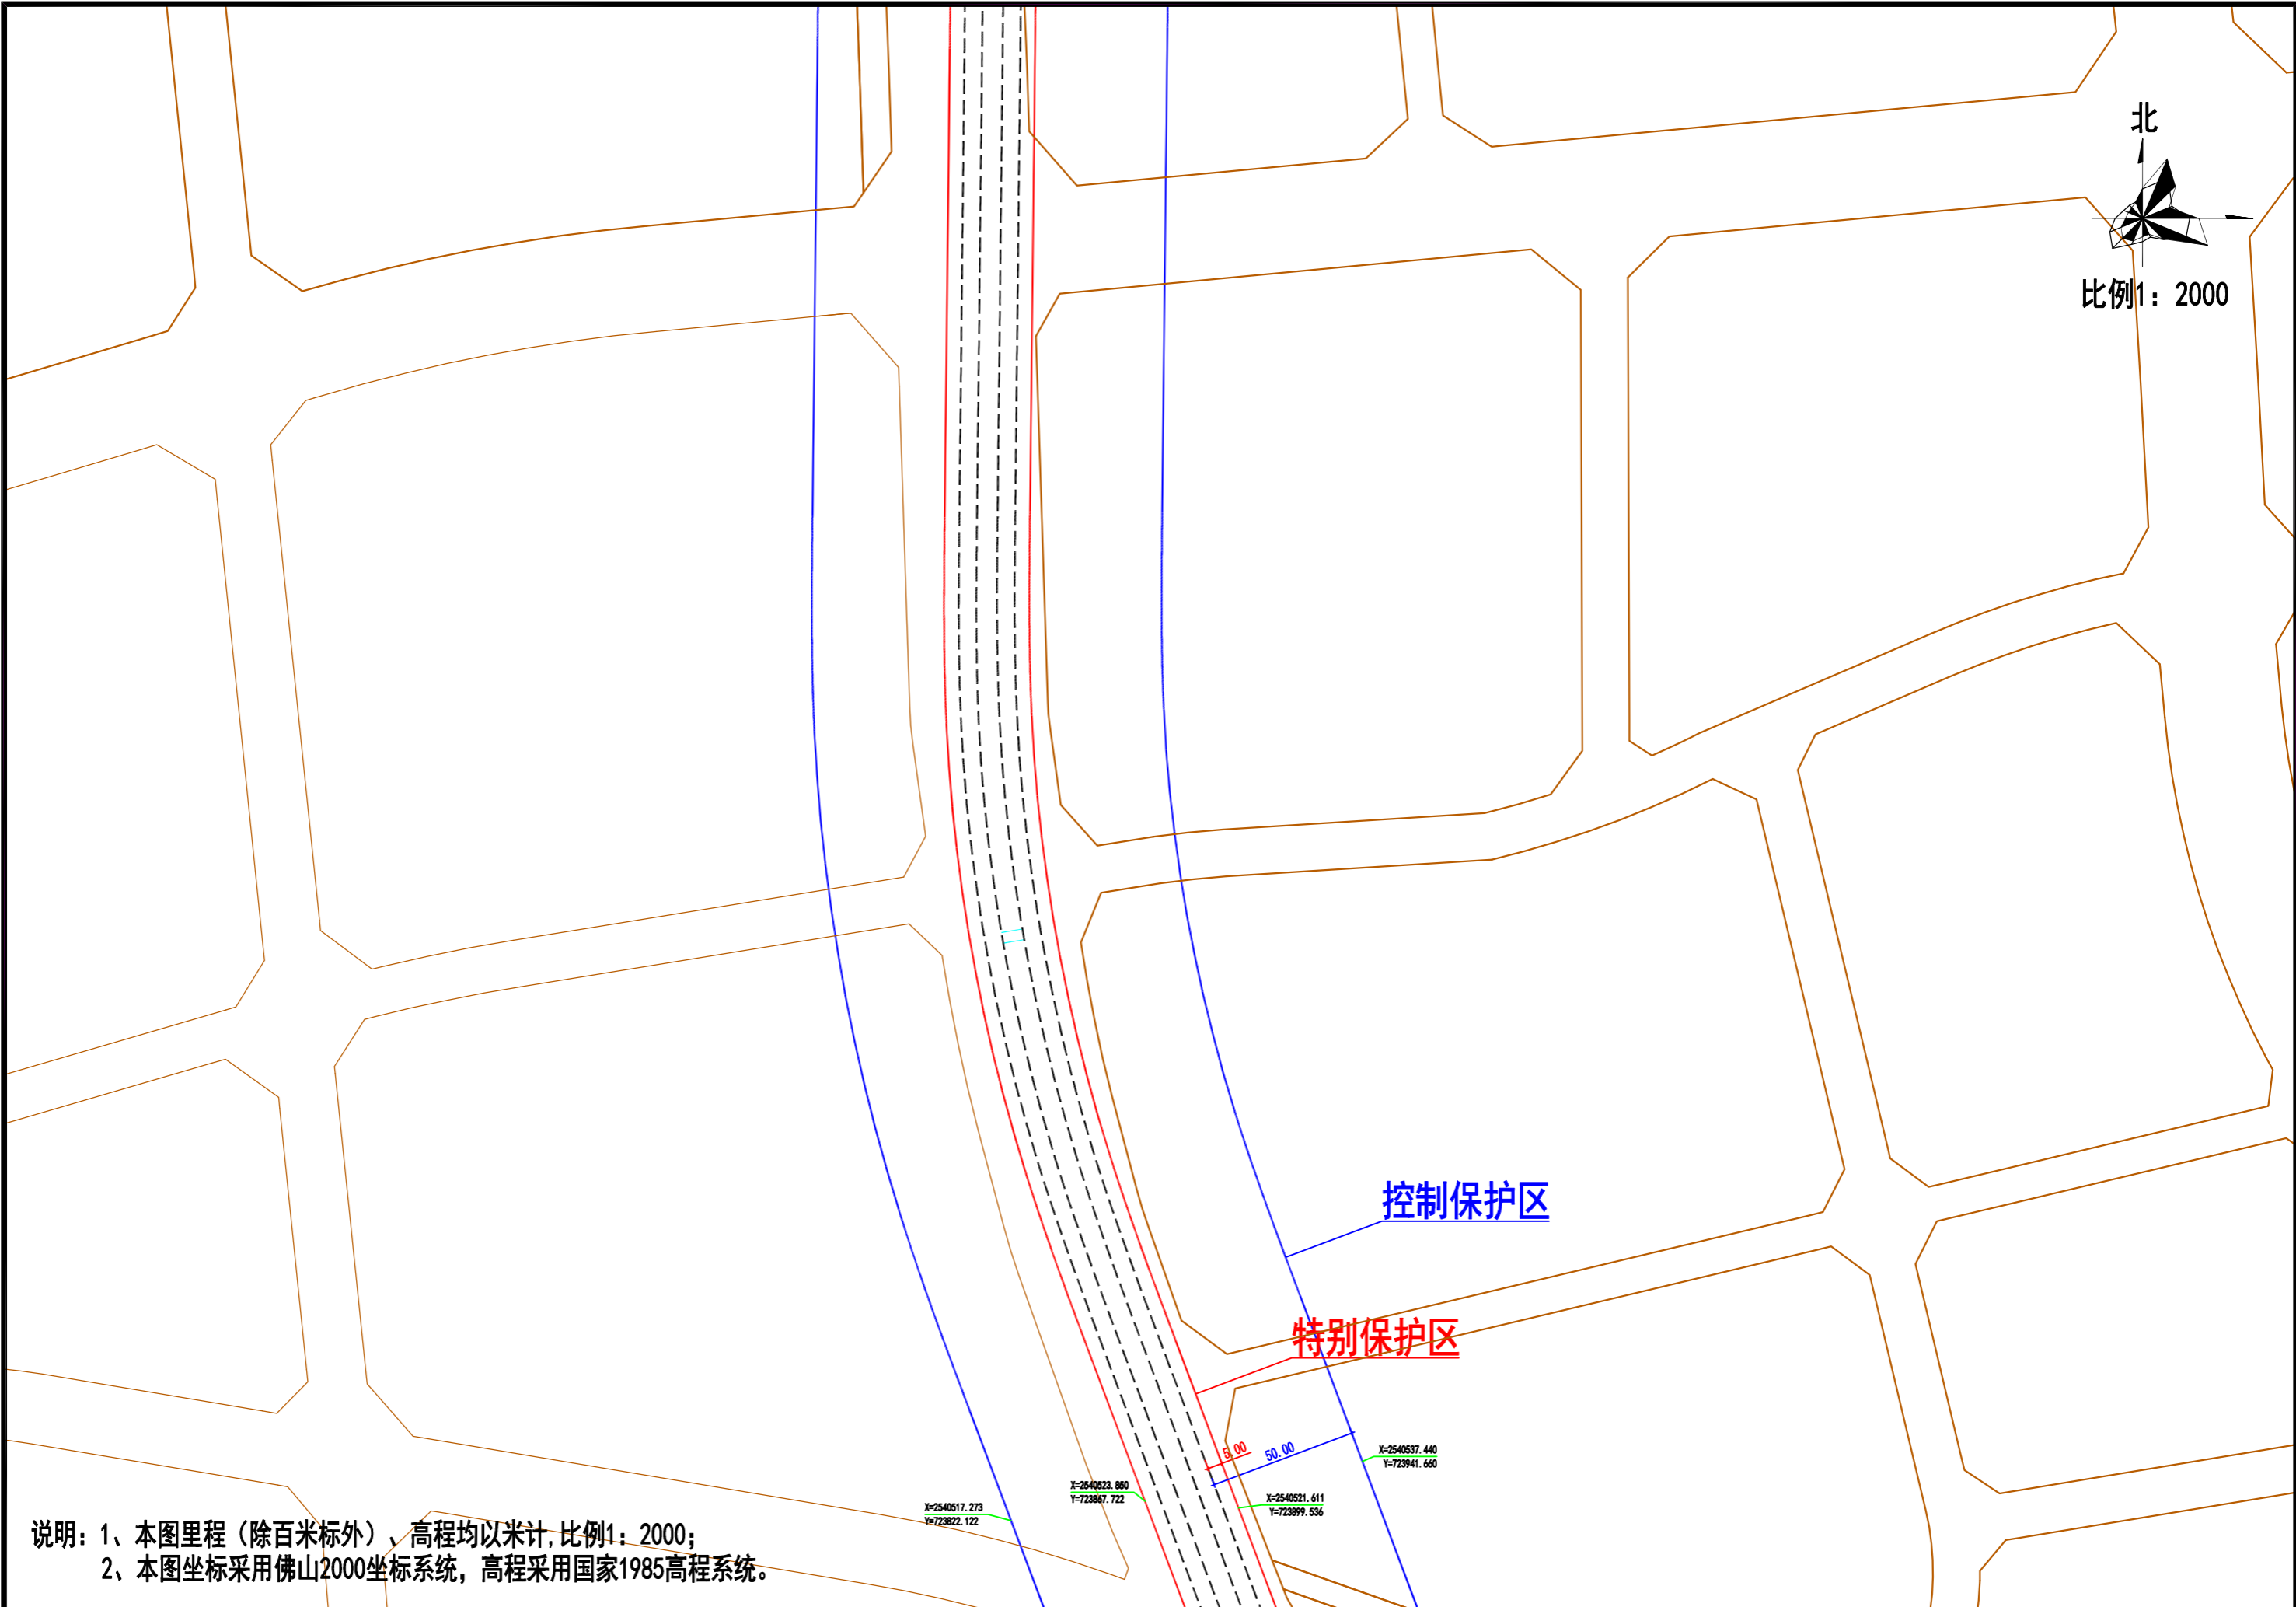 北
比例1：2000
控制保护区
特别保护区
5.00
50.00
X=2540537.440
Y=723941.660
X=2540523.850
Y=723867.722
X=2540521.611
Y=723899.536
X=2540517.273
Y=723822.122
说明：1、本图里程（除百米标外）、高程均以米计,比例1：2000；
2、本图坐标采用佛山2000坐标系统，高程采用国家1985高程系统。